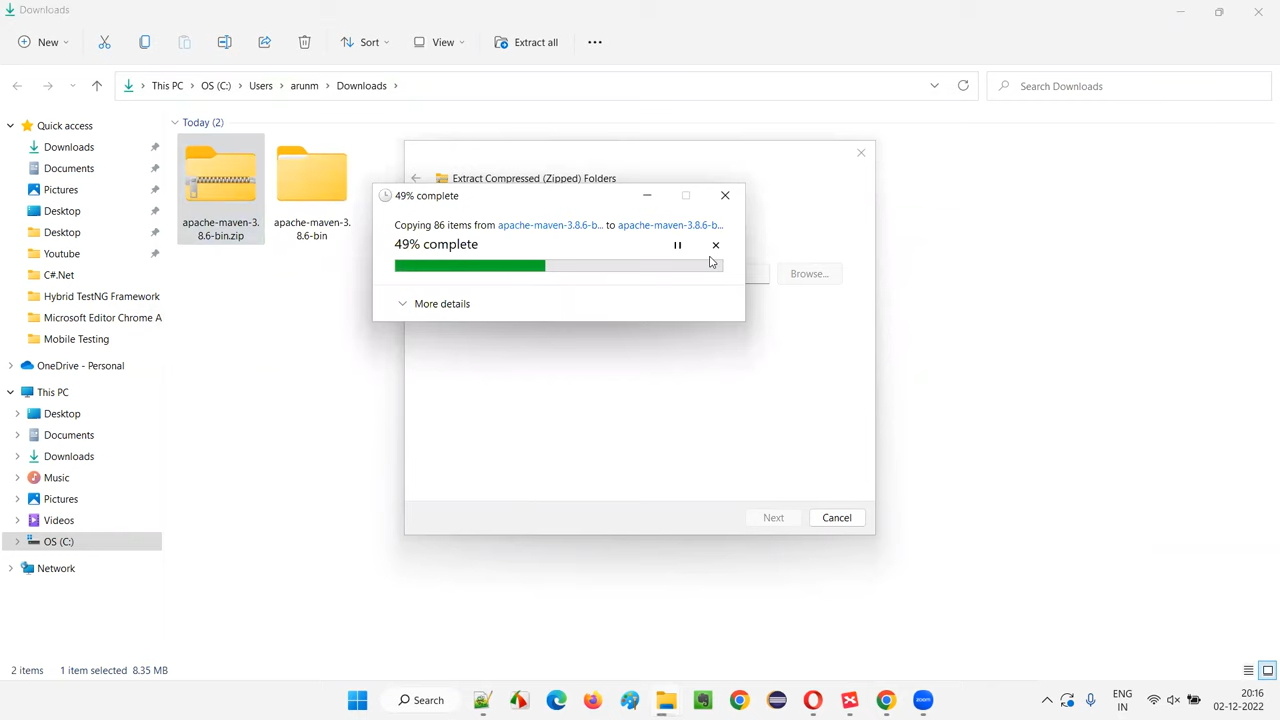 Downloads
New
Sort
View
Extract all
This PC
OS (C:)
Users
arunm
Downloads
Search Downloads
Quick access
Downloads
Documents
Pictures
Desktop
Desktop
Youtube
C#.Net
Hybrid TestNG Framework
Microsoft Editor Chrome A
Mobile Testing
OneDrive - Personal
This PC
Desktop
Documents
Downloads
Music
Pictures
Videos
OS (C:)
Network
Today (2)
apache-maven-3.
8.6-bin.zip
apache-maven-3.
8.6-bin
Extract Compressed (Zipped) Folders
49% complete
Copying 86 items from apache-maven-3.8.6-b... to apache-maven-3.8.6-b...
49% complete
More details
Browse...
Next
Cancel
2 items
1 item selected 8.35 MB
Search
zoom
ENG
IN
20:16
02-12-2022